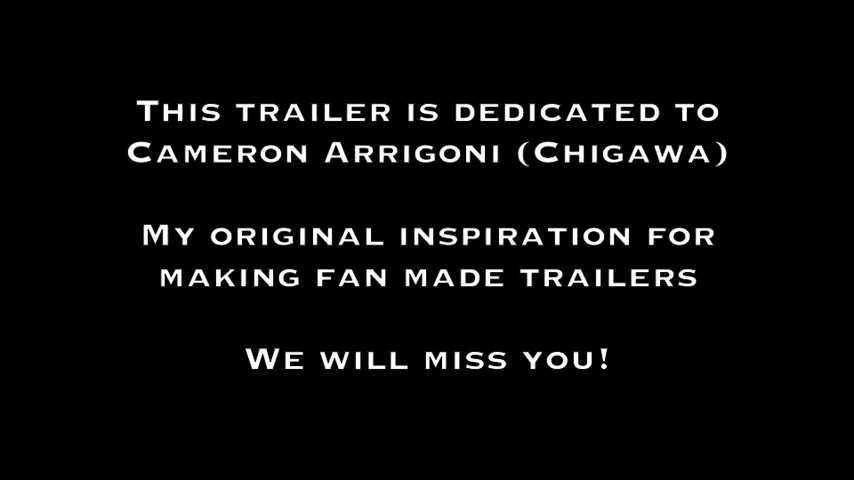 This trailer is dedicated to
Cameron Arrigoni (Chigawa)
My original inspiration for
making fan made trailers
We will miss you!